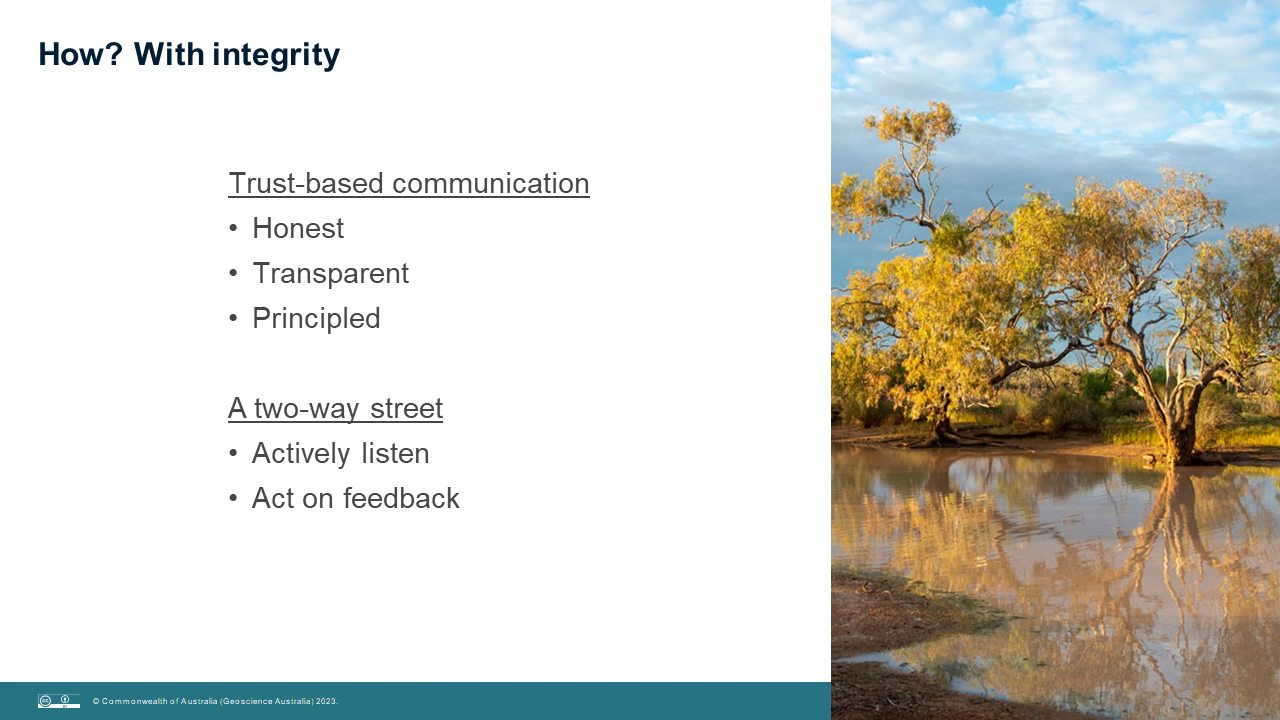 How? With integrity
Trust-based communication
• Honest
• Transparent
• Principled
A two-way street
• Actively listen
• Act on feedback
© Commonwealth of Australia (Geoscience Australia) 2023.